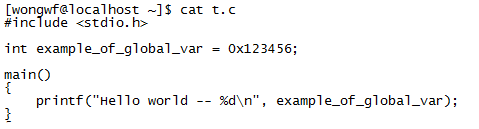 [wongwf@localhost ~]$ cat t.c
#include <stdio.h>

int example_of_global_var = 0x123456;

main()
{
    printf("Hello world -- %d\n", example_of_global_var);
}